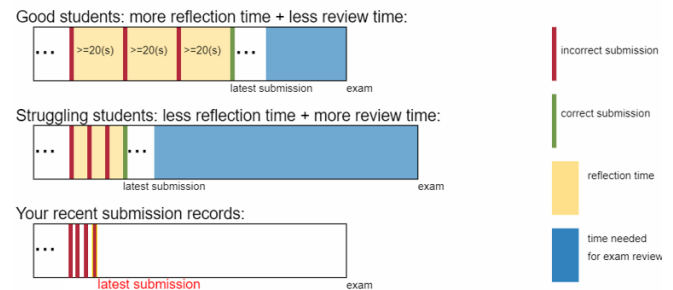 Good students: more reflection time + less review time:
... >=20(s) >=20(s) >=20(s) ...
latest submission exam
Struggling students: less reflection time + more review time:
... ...
latest submission exam
Your recent submission records:
...
latest submission exam
incorrect submission
correct submission
reflection time
time needed
for exam review